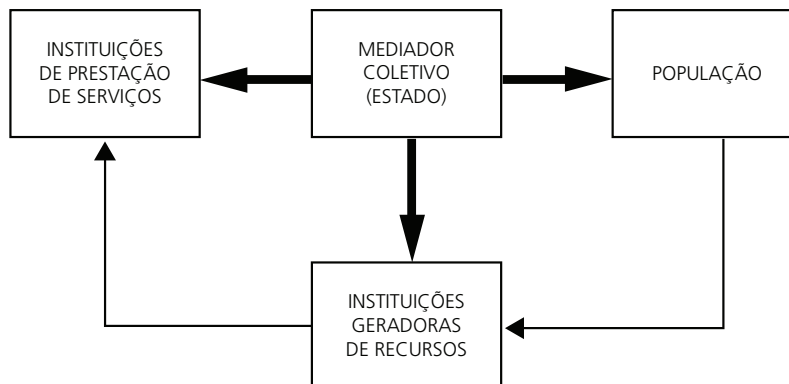 INSTITUIÇÕES
DE PRESTAÇÃO
DE SERVIÇOS
MEDIADOR
COLETIVO
(ESTADO)
POPULAÇÃO
INSTITUIÇÕES
GERADORAS
DE RECURSOS